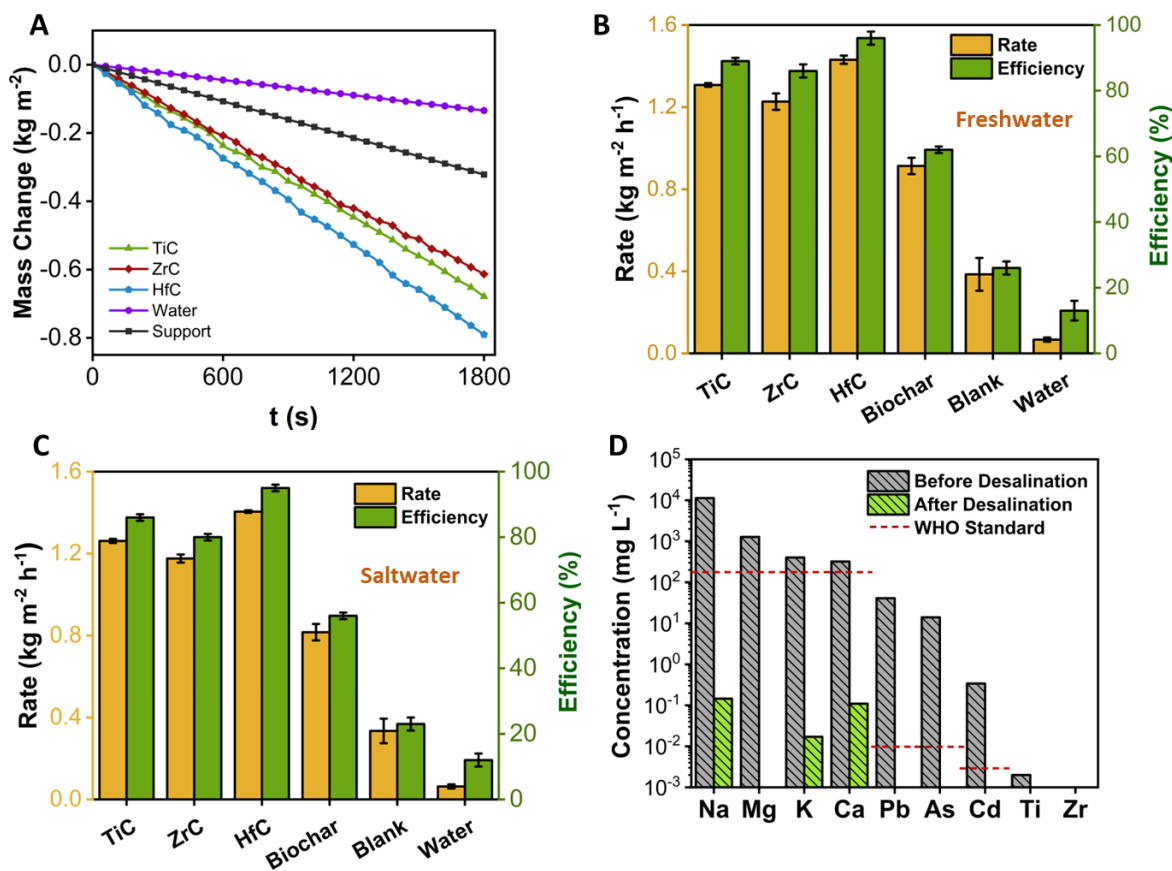 A
Mass Change (kg m⁻²)
0.0
-0.2
-0.4
-0.6
-0.8
TiC
ZrC
HfC
Water
Support
0
600
1200
1800
t (s)
B
Rate (kg m⁻² h⁻¹)
1.6
1.2
0.8
0.4
0.0
Rate
Efficiency
Freshwater
100
80
60
40
20
0
Efficiency (%)
TiC
ZrC
HfC
Biochar
Blank
Water
C
Rate (kg m⁻² h⁻¹)
1.6
1.2
0.8
0.4
0.0
Rate
Efficiency
Saltwater
100
80
60
40
20
0
Efficiency (%)
TiC
ZrC
HfC
Biochar
Blank
Water
D
Concentration (mg L⁻¹)
10⁵
10⁴
10³
10²
10¹
10⁰
10⁻¹
10⁻²
10⁻³
Before Desalination
After Desalination
WHO Standard
Na Mg K Ca Pb As Cd Ti Zr